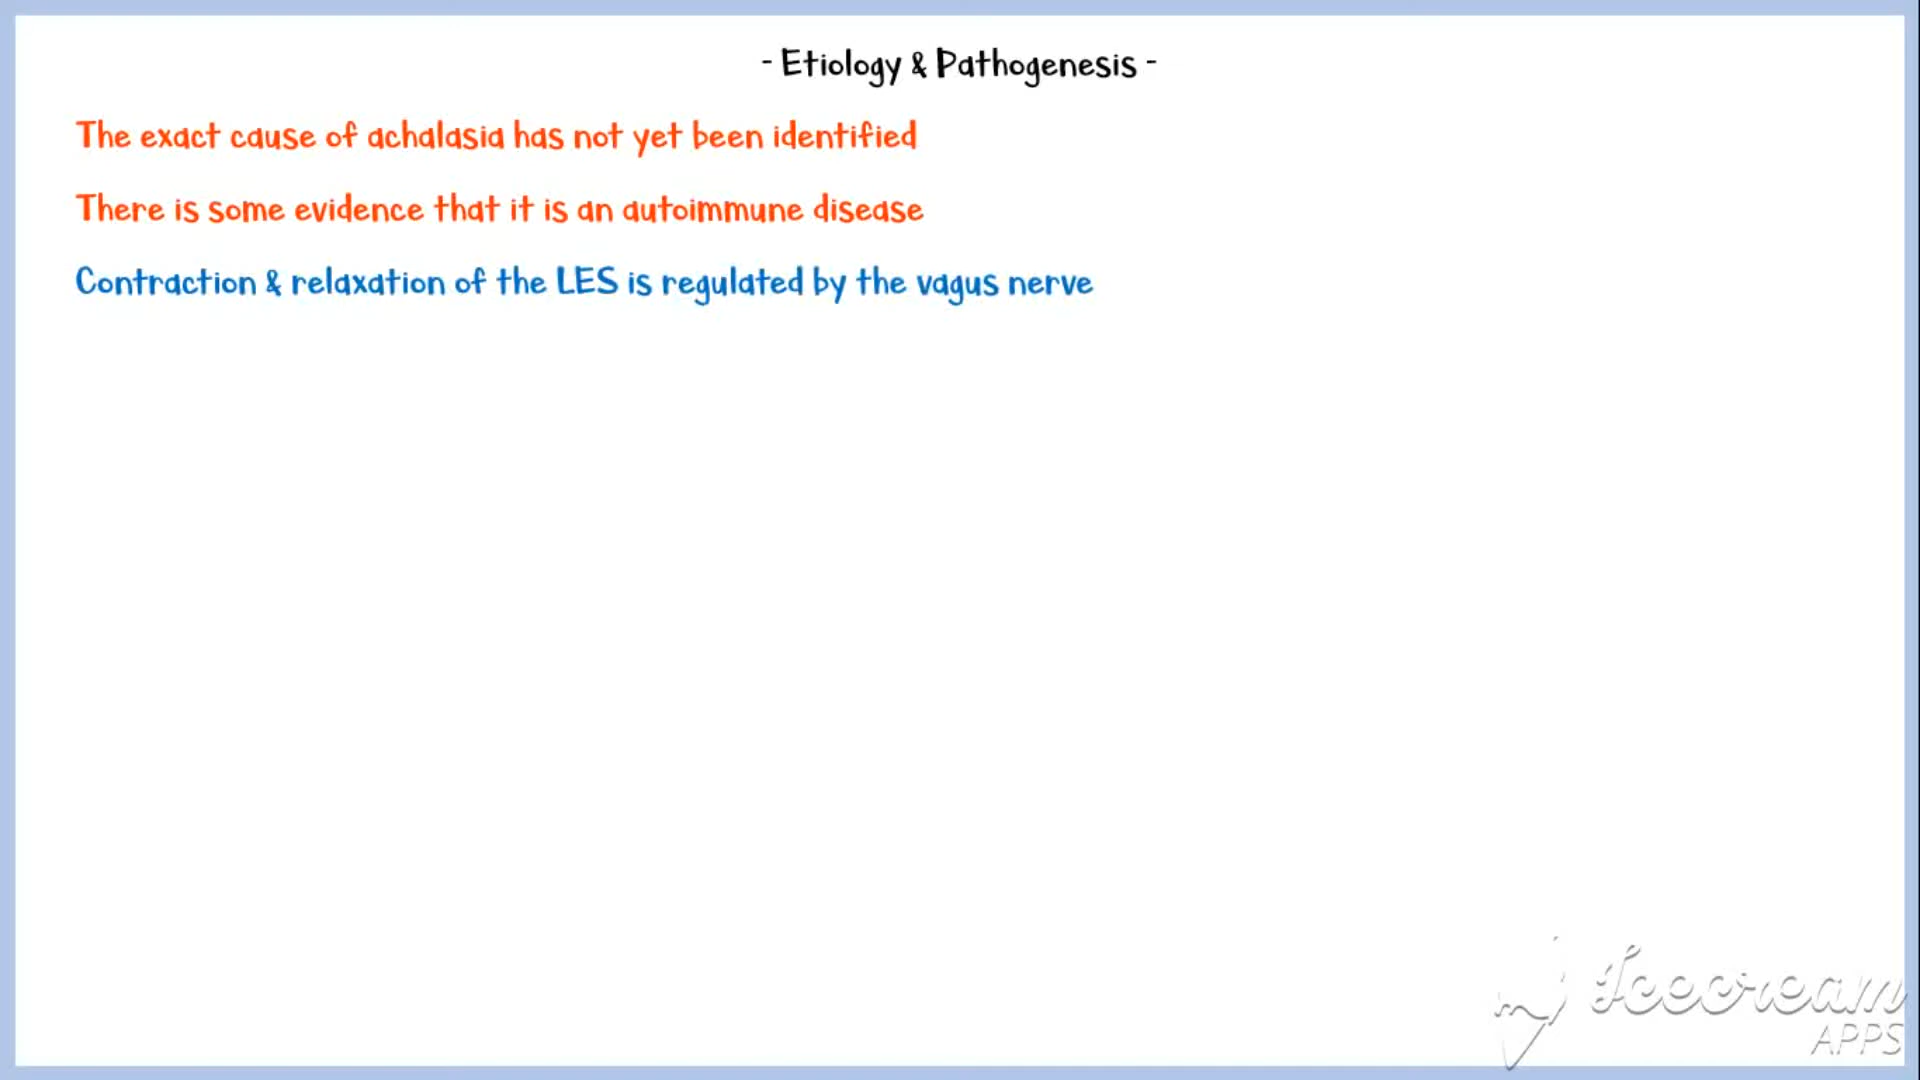 - Etiology & Pathogenesis -
The exact cause of achalasia has not yet been identified
There is some evidence that it is an autoimmune disease
Contraction & relaxation of the LES is regulated by the vagus nerve
Icecream
APPS